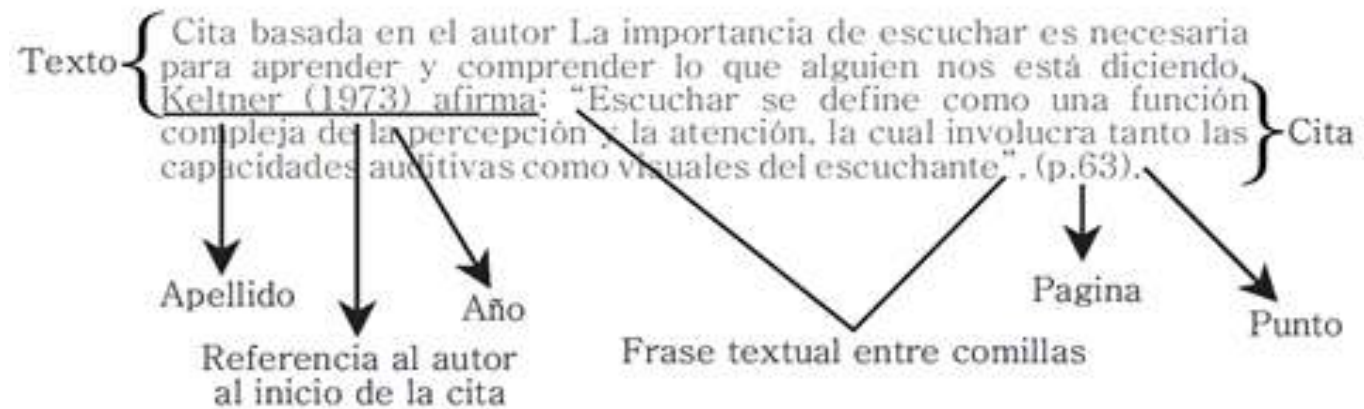 Cita basada en el autor La importancia de escuchar es necesaria
Texto
para aprender y comprender lo que alguien nos está diciendo,
Keltner (1973) afirma: “Escuchar se define como una función
compleja de la percepción y la atención, la cual involucra tanto las
Cita
capacidades auditivas como visuales del escuchante”. (p.63).
Apellido
Año
Pagina
Punto
Referencia al autor
al inicio de la cita
Frase textual entre comillas